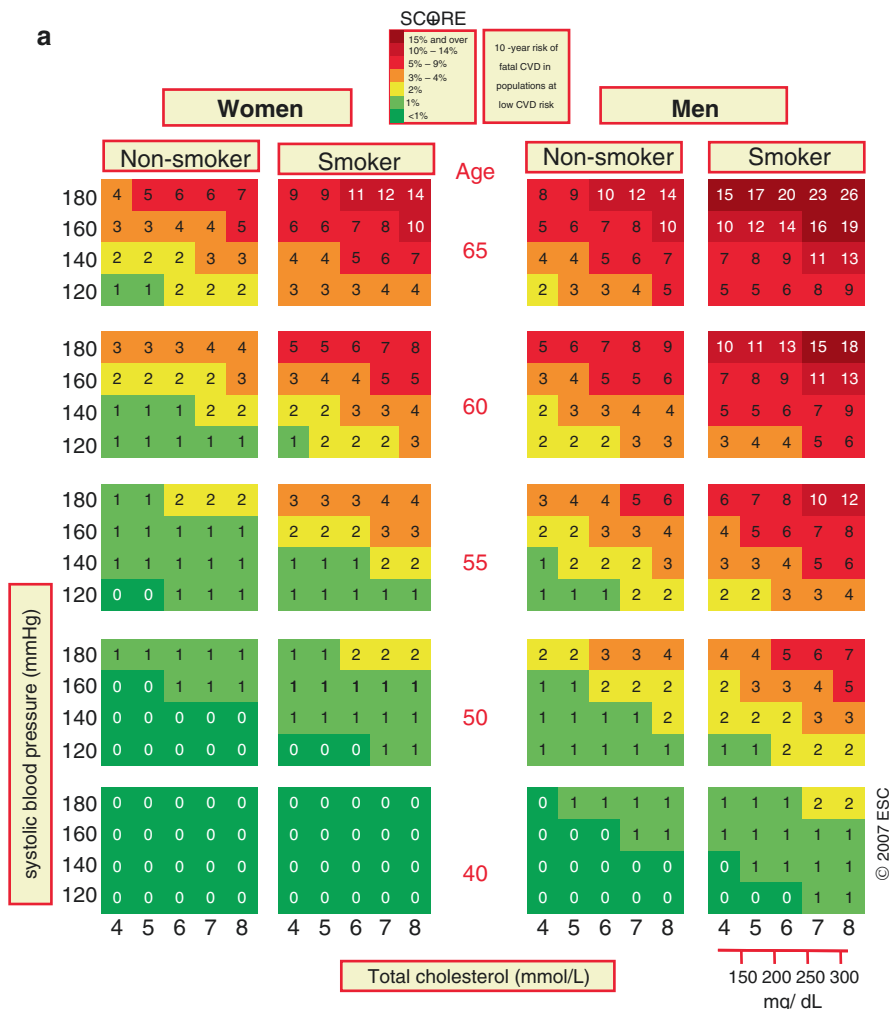 a
SCORE
15% and over
10% – 14%
5% – 9%
3% – 4%
2%
1%
<1%
10 -year risk of
fatal CVD in
populations at
low CVD risk
Women
Men
Non-smoker
Smoker
Age
Non-smoker
Smoker
180 4 5 6 6 7 9 9 11 12 14 8 9 10 12 14 15 17 20 23 26
160 3 3 4 4 5 6 6 7 8 10 5 6 7 8 10 10 12 14 16 19
65
140 2 2 2 3 3 4 4 5 6 7 4 4 5 6 7 7 8 9 11 13
120 1 1 2 2 2 3 3 3 4 4 2 3 3 4 5 5 5 6 8 9
180 3 3 3 4 4 5 5 6 7 8 5 6 7 8 9 10 11 13 15 18
160 2 2 2 2 3 3 4 4 5 5 3 4 5 5 6 7 8 9 11 13
60
140 1 1 1 2 2 2 2 3 3 4 2 3 3 4 4 5 5 6 7 9
120 1 1 1 1 1 1 2 2 2 3 2 2 2 3 3 3 4 4 5 6
180 1 1 2 2 2 3 3 3 4 4 3 4 4 5 6 6 7 8 10 12
160 1 1 1 1 1 2 2 2 3 3 2 2 3 3 4 4 5 6 7 8
55
140 1 1 1 1 1 1 1 1 2 2 1 2 2 2 3 3 3 4 5 6
120 0 0 1 1 1 1 1 1 1 1 1 1 1 2 2 2 2 3 3 4
180 1 1 1 1 1 1 1 2 2 2 2 2 3 3 4 4 4 5 6 7
160 0 0 1 1 1 1 1 1 1 1 1 1 2 2 2 2 3 3 4 5
50
140 0 0 0 0 0 1 1 1 1 1 1 1 1 1 2 2 2 2 3 3
120 0 0 0 0 0 0 0 0 1 1 1 1 1 1 1 1 1 2 2 2
180 0 0 0 0 0 0 0 0 0 0 0 1 1 1 1 1 1 1 2 2
160 0 0 0 0 0 0 0 0 0 0 0 0 0 1 1 1 1 1 1 1
40
140 0 0 0 0 0 0 0 0 0 0 0 0 0 0 0 0 1 1 1 1
120 0 0 0 0 0 0 0 0 0 0 0 0 0 0 0 0 0 0 1 1
4 5 6 7 8 4 5 6 7 8 4 5 6 7 8 4 5 6 7 8
systolic blood pressure (mmHg)
© 2007 ESC
Total cholesterol (mmol/L)
150 200 250 300
mg/ dL